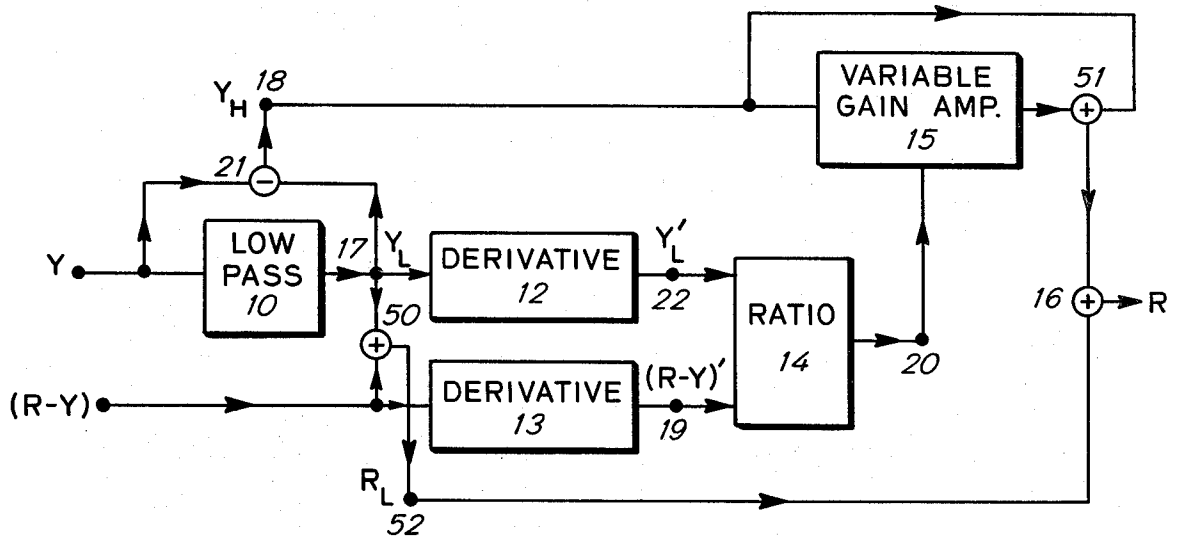 Y_H 18
VARIABLE
GAIN AMP.
15
51
21
−
+
Y
LOW
PASS
10
17
Y_L
DERIVATIVE
12
Y_L′
22
50
+
RATIO
14
20
16
+
R
(R-Y)
DERIVATIVE
13
(R-Y)′
19
R_L
52